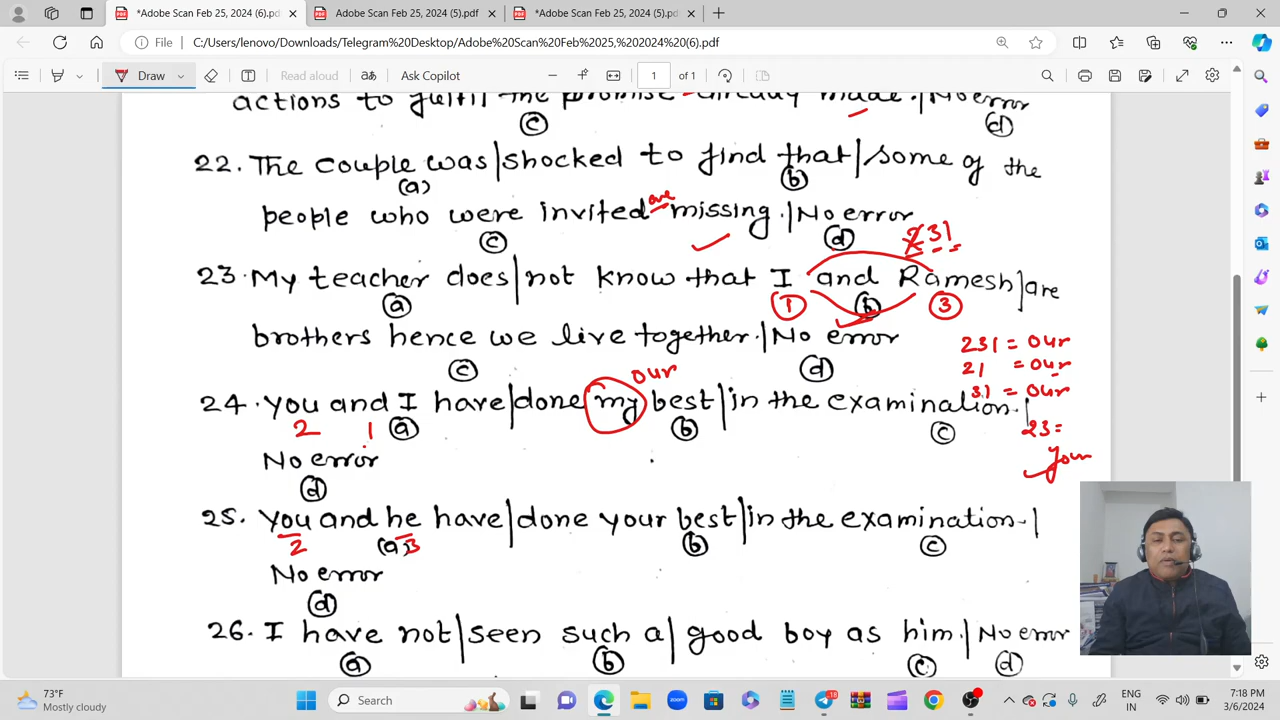 *Adobe Scan Feb 25, 2024 (6).pdf
Adobe Scan Feb 25, 2024 (5).pdf
*Adobe Scan Feb 25, 2024 (5).pdf
File
C:/Users/lenovo/Downloads/Telegram%20Desktop/Adobe%20Scan%20Feb%2025,%202024%20(6).pdf
Draw
Read aloud
Ask Copilot
1 of 1
actions to fulfil the promise already made. | No error
(c) (d)
22. The couple was | shocked to find that | some of the
(a) (b)
are
people who were invited missing. | No error
(c) (d)
231
23. My teacher does | not know that I and Ramesh | are
(a) 1 (b) 3
brothers hence we live together. | No error
(c) (d)
231 = our
21 = our
31 = our
23 =
your
our
24. You and I have | done my best | in the examination. |
2 1 (a) (b) (c)
No error
(d)
25. You and he have | done your best | in the examination. |
2 (a) 3 (b) (c)
No error
(d)
26. I have not | seen such a | good boy as him. | No error
(a) (b) (c) (d)
73°F
Mostly cloudy
Search
ENG
IN
7:18 PM
3/6/2024